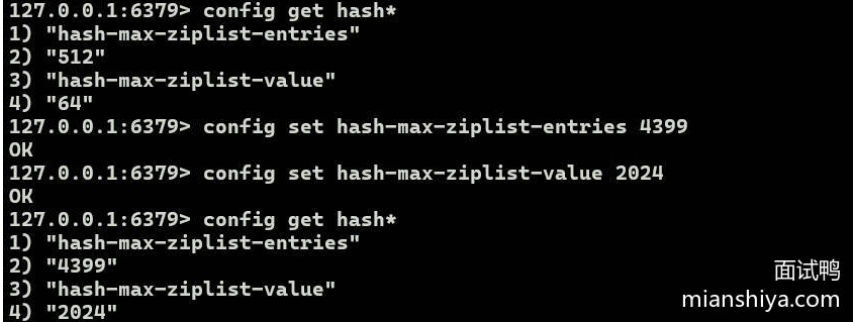 127.0.0.1:6379> config get hash*
1) "hash-max-ziplist-entries"
2) "512"
3) "hash-max-ziplist-value"
4) "64"
127.0.0.1:6379> config set hash-max-ziplist-entries 4399
OK
127.0.0.1:6379> config set hash-max-ziplist-value 2024
OK
127.0.0.1:6379> config get hash*
1) "hash-max-ziplist-entries"
2) "4399"
3) "hash-max-ziplist-value"
4) "2024"
面试鸭
mianshiya.com